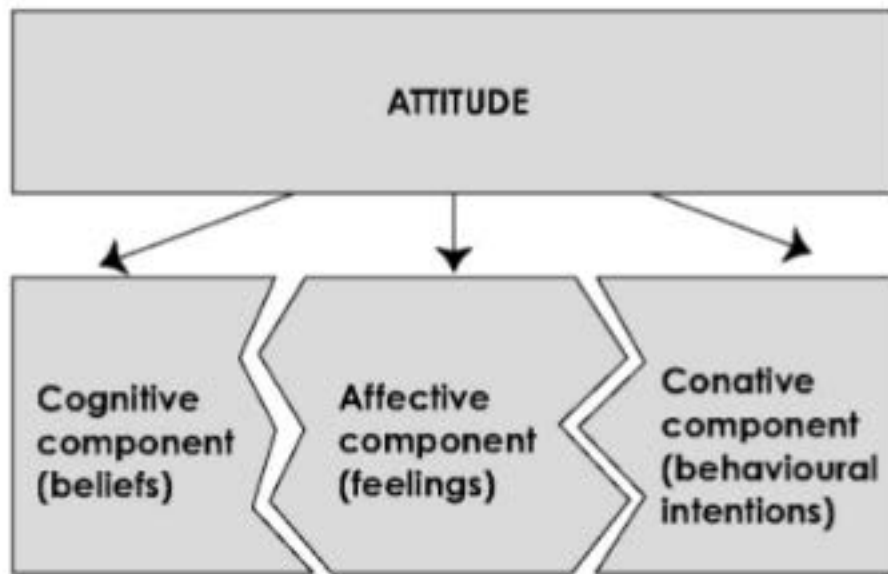 ATTITUDE
Cognitive
component
(beliefs)
Affective
component
(feelings)
Conative
component
(behavioural
intentions)